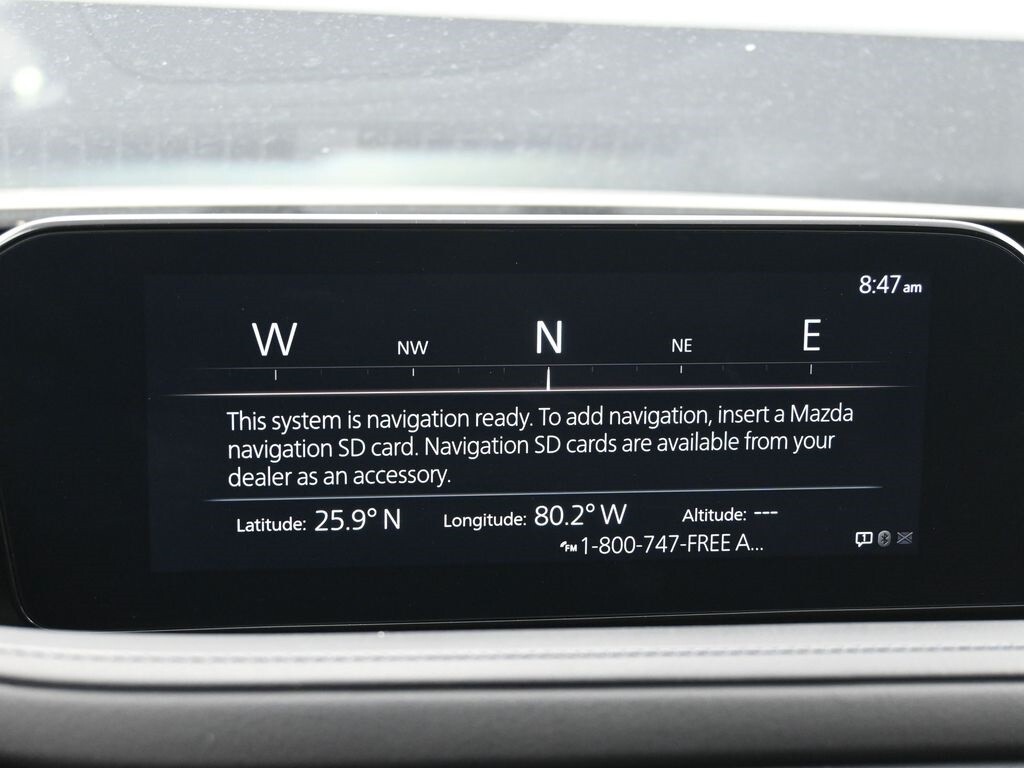 8:47 am
W NW N NE E
This system is navigation ready. To add navigation, insert a Mazda
navigation SD card. Navigation SD cards are available from your
dealer as an accessory.
Latitude: 25.9° N Longitude: 80.2° W Altitude: ---
FM 1-800-747-FREE A...